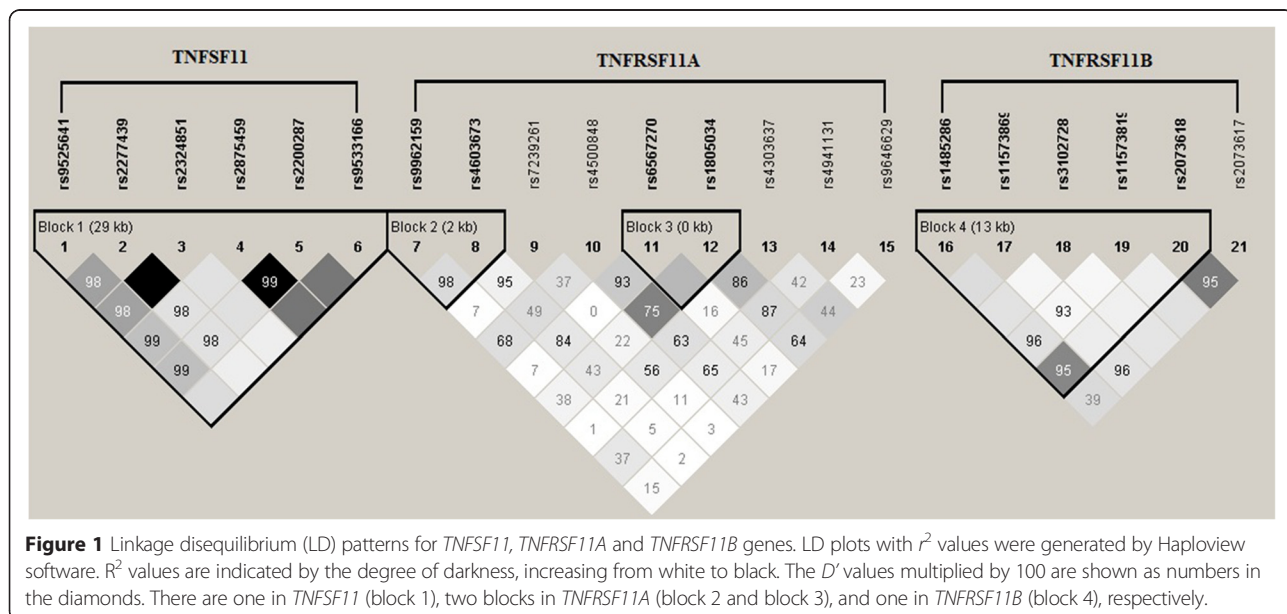 TNFSF11 TNFRSF11A TNFRSF11B
rs9525641 rs2277439 rs2324851 rs2875459 rs2200287 rs9533166 rs9962159 rs4603673 rs7239261 rs4500848 rs6567270 rs1805034 rs4303637 rs4941131 rs9646629 rs1485286 rs11573869 rs3102728 rs11573819 rs2073618 rs2073617
Block 1 (29 kb) Block 2 (2 kb) Block 3 (0 kb) Block 4 (13 kb)
1 2 3 4 5 6 7 8 9 10 11 12 13 14 15 16 17 18 19 20 21
98 99 98 95 37 93 86 42 23 95
98 98 7 49 0 75 16 87 44 93
99 98 68 84 22 63 45 64 96
99 7 43 56 65 17 95 96
38 21 11 43 39
1 5 3
37 2
15
Figure 1 Linkage disequilibrium (LD) patterns for TNFSF11, TNFRSF11A and TNFRSF11B genes. LD plots with r² values were generated by Haploview
software. R² values are indicated by the degree of darkness, increasing from white to black. The D' values multiplied by 100 are shown as numbers in
the diamonds. There are one in TNFSF11 (block 1), two blocks in TNFRSF11A (block 2 and block 3), and one in TNFRSF11B (block 4), respectively.